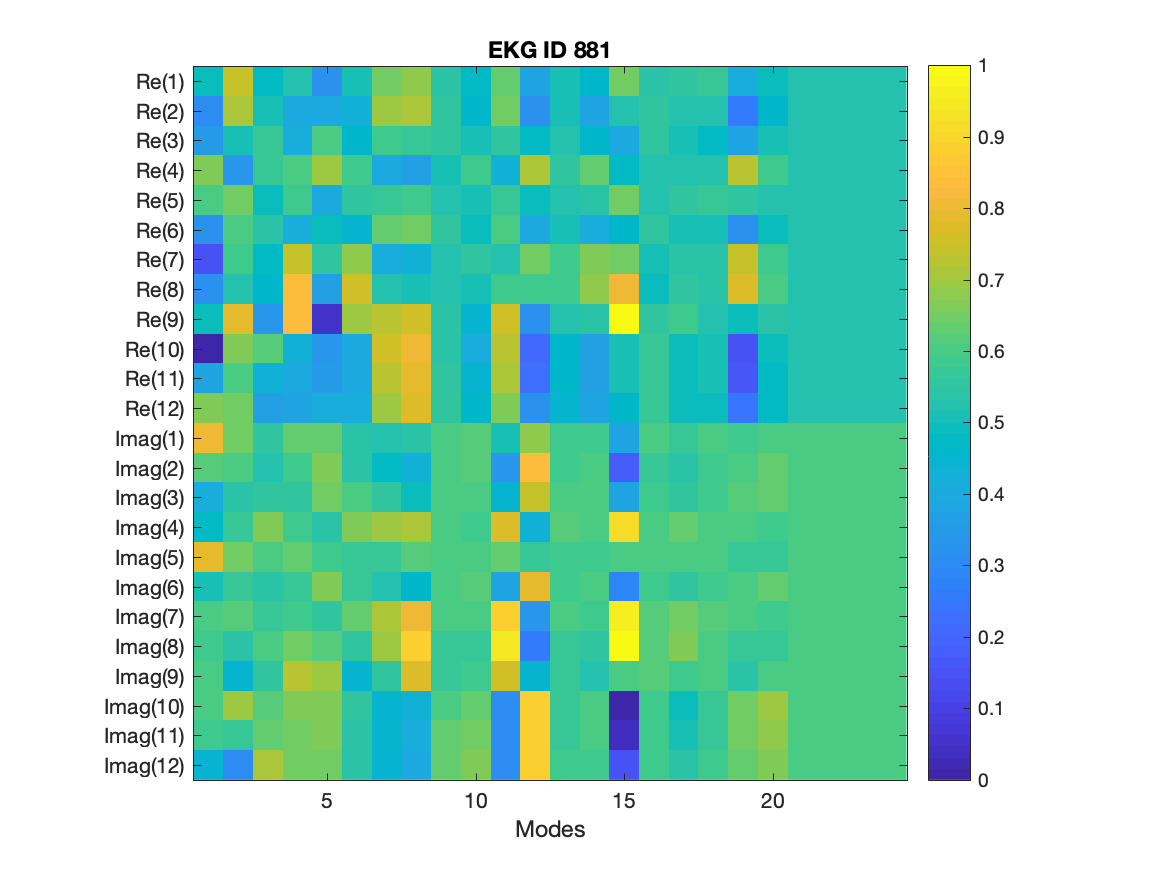 EKG ID 881
Re(1)
Re(2)
Re(3)
Re(4)
Re(5)
Re(6)
Re(7)
Re(8)
Re(9)
Re(10)
Re(11)
Re(12)
Imag(1)
Imag(2)
Imag(3)
Imag(4)
Imag(5)
Imag(6)
Imag(7)
Imag(8)
Imag(9)
Imag(10)
Imag(11)
Imag(12)
5 10 15 20
Modes
1
0.9
0.8
0.7
0.6
0.5
0.4
0.3
0.2
0.1
0